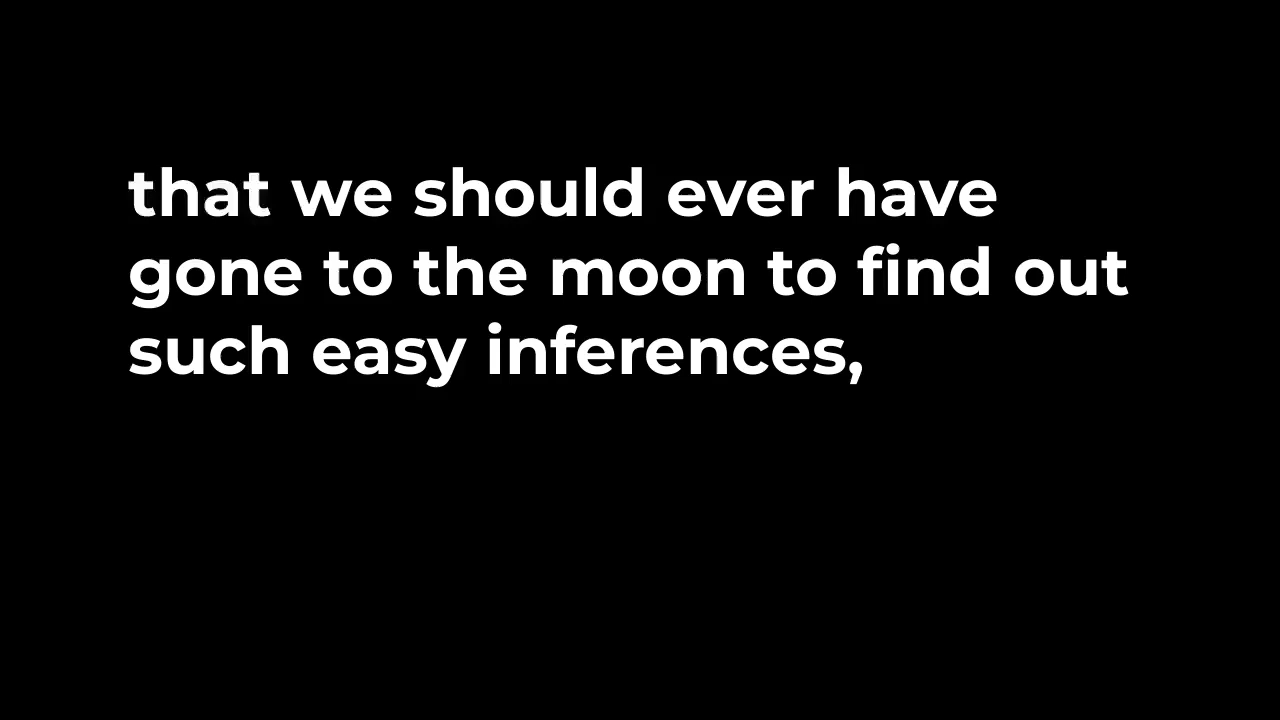 that we should ever have
gone to the moon to find out
such easy inferences,